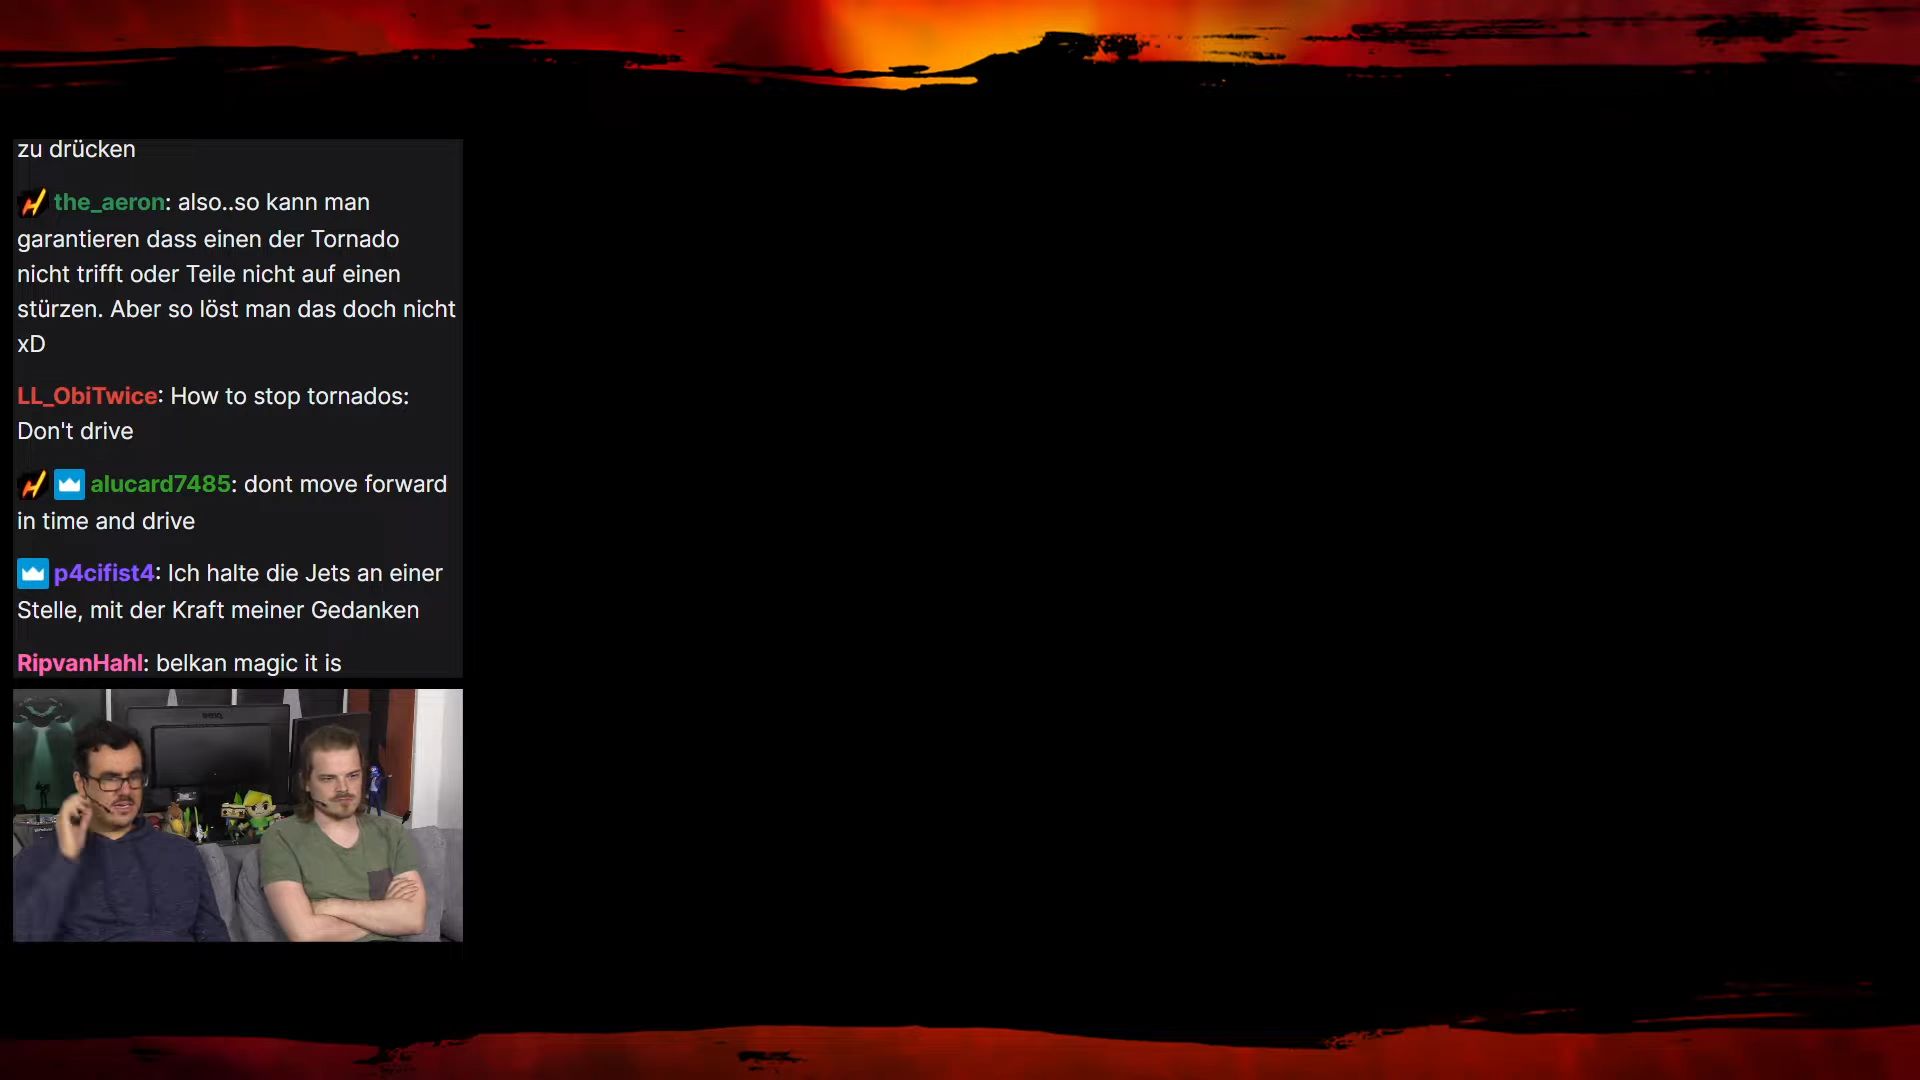 zu drücken
the_aeron: also..so kann man
garantieren dass einen der Tornado
nicht trifft oder Teile nicht auf einen
stürzen. Aber so löst man das doch nicht
xD
LL_ObiTwice: How to stop tornados:
Don't drive
alucard7485: dont move forward
in time and drive
p4cifist4: Ich halte die Jets an einer
Stelle, mit der Kraft meiner Gedanken
RipvanHahl: belkan magic it is
BENQ